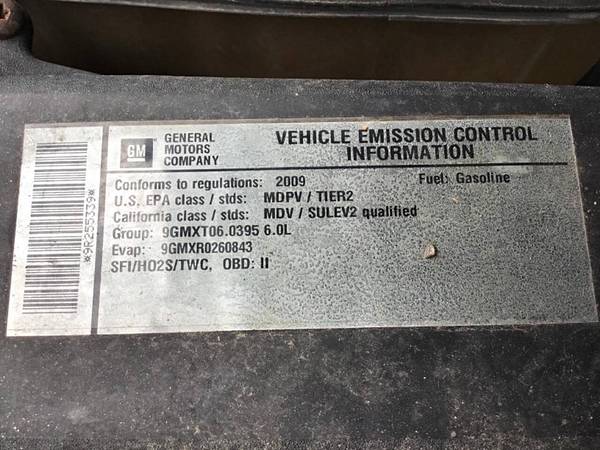 GM
GENERAL
MOTORS
COMPANY
VEHICLE EMISSION CONTROL
INFORMATION
Conforms to regulations: 2009 Fuel: Gasoline
U.S. EPA class / stds: MDPV / TIER2
California class / stds: MDV / SULEV2 qualified
Group: 9GMXT06.0395 6.0L
Evap: 9GMXR0260843
SFI/HO2S/TWC, OBD: II
*9R255339*